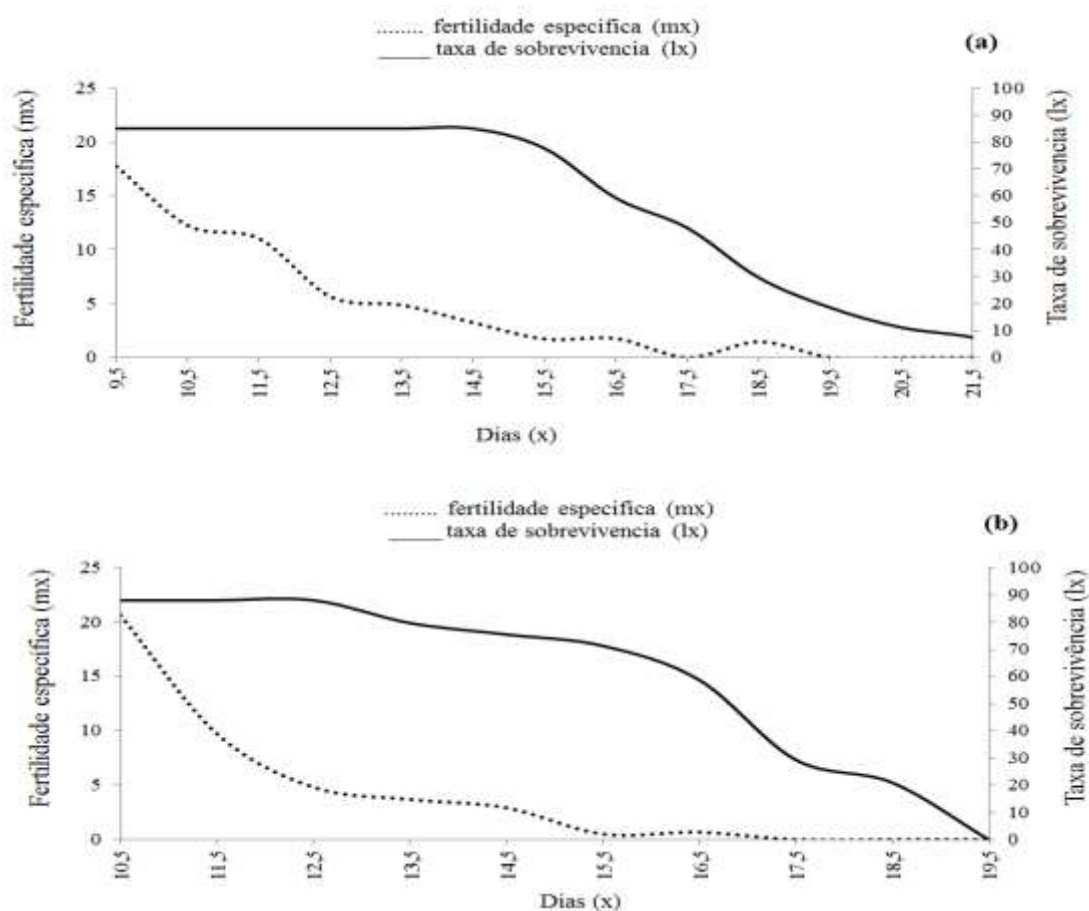 ........ fertilidade especifica (mx)
____ taxa de sobrevivencia (lx)
(a)
Fertilidade especifica (mx)
25
20
15
10
5
0
100
90
80
70
60
50
40
30
20
10
0
Taxa de sobrevivencia (lx)
9,5 10,5 11,5 12,5 13,5 14,5 15,5 16,5 17,5 18,5 19,5 20,5 21,5
Dias (x)
........ fertilidade especifica (mx)
____ taxa de sobrevivencia (lx)
(b)
Fertilidade especifica (mx)
25
20
15
10
5
0
100
90
80
70
60
50
40
30
20
10
0
Taxa de sobrevivência (lx)
10,5 11,5 12,5 13,5 14,5 15,5 16,5 17,5 18,5 19,5
Dias (x)